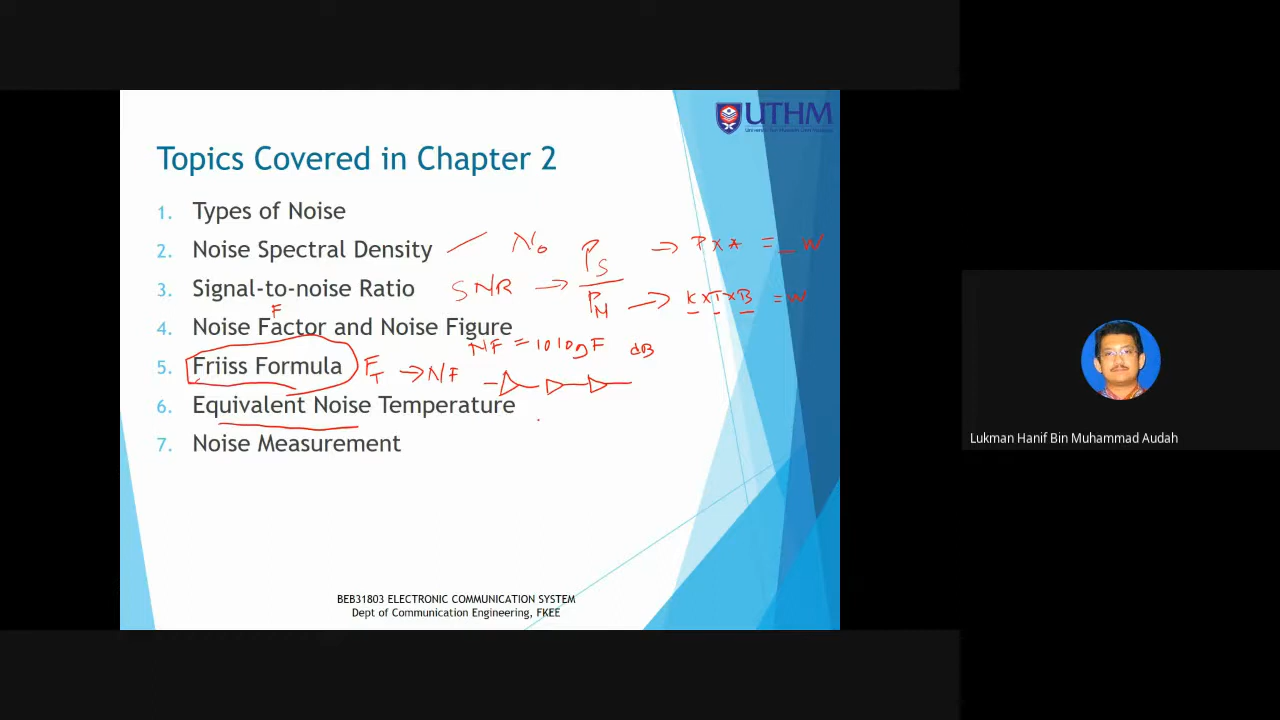 UTHM
Topics Covered in Chapter 2
1. Types of Noise
2. Noise Spectral Density N₀
Ps → P x A = _ W
3. Signal-to-noise Ratio SNR →
PN → K x T x B = W
F
4. Noise Factor and Noise Figure
NF = 10 log F dB
5. Friiss Formula FT → NF
6. Equivalent Noise Temperature
7. Noise Measurement
Lukman Hanif Bin Muhammad Audah
BEB31803 ELECTRONIC COMMUNICATION SYSTEM
Dept of Communication Engineering, FKEE